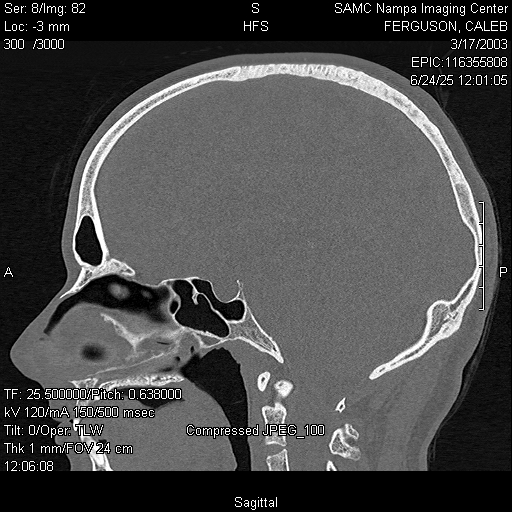 Ser: 8/Img: 82
Loc: -3 mm
300 /3000
S
HFS
SAMC Nampa Imaging Center
FERGUSON, CALEB
3/17/2003
EPIC:116355808
6/24/25 12:01:05
A
P
TF: 25.500000/Pitch: 0.638000
kV 120/mA 150/500 msec
Tilt: 0/Oper: TLW
Thk 1 mm/FOV 24 cm
12:06:08
Compressed JPEG_100
Sagittal